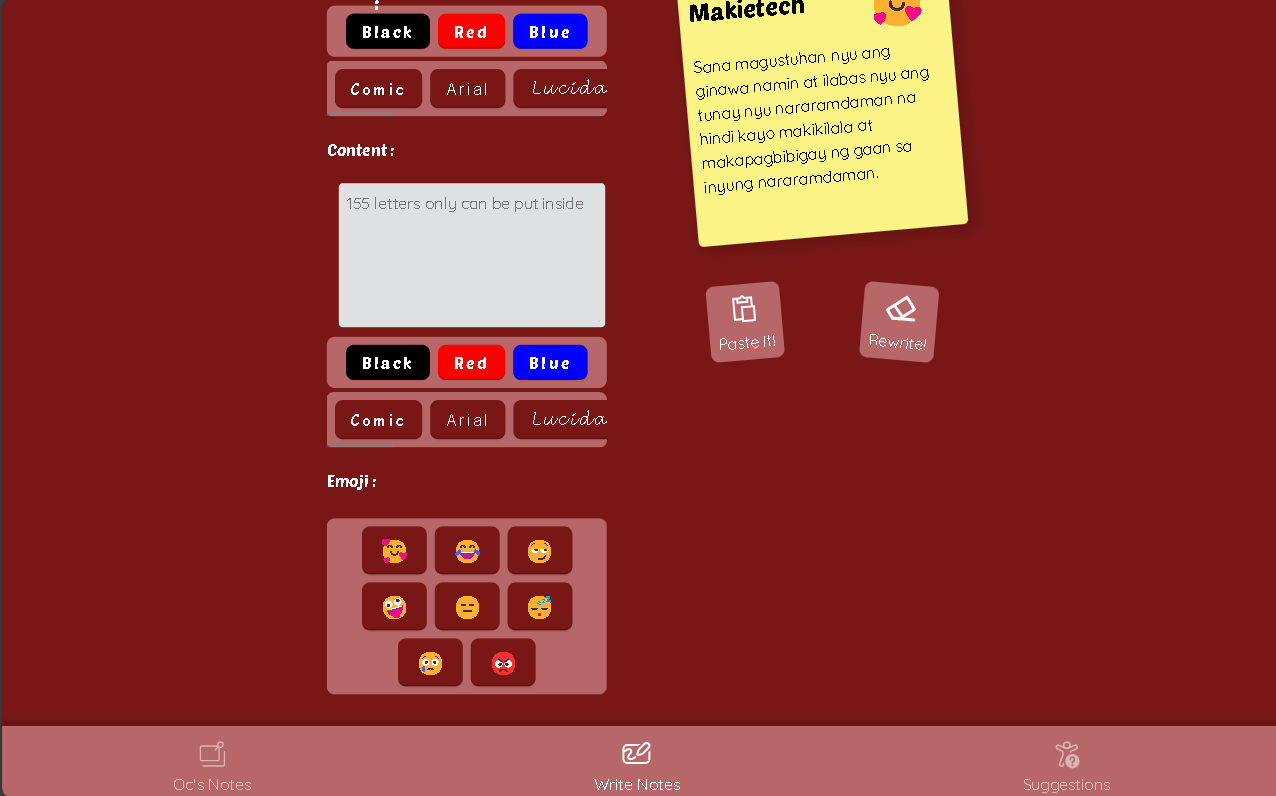 Black Red Blue
Comic Arial Lucida
Content :
155 letters only can be put inside
Black Red Blue
Comic Arial Lucida
Emoji :
Makietech
Sana magustuhan nyu ang
ginawa namin at ilabas nyu ang
tunay nyu nararamdaman na
hindi kayo makikilala at
makapagbibigay ng gaan sa
inyung nararamdaman.
Paste It!
Rewrite!
Oc's Notes
Write Notes
Suggestions